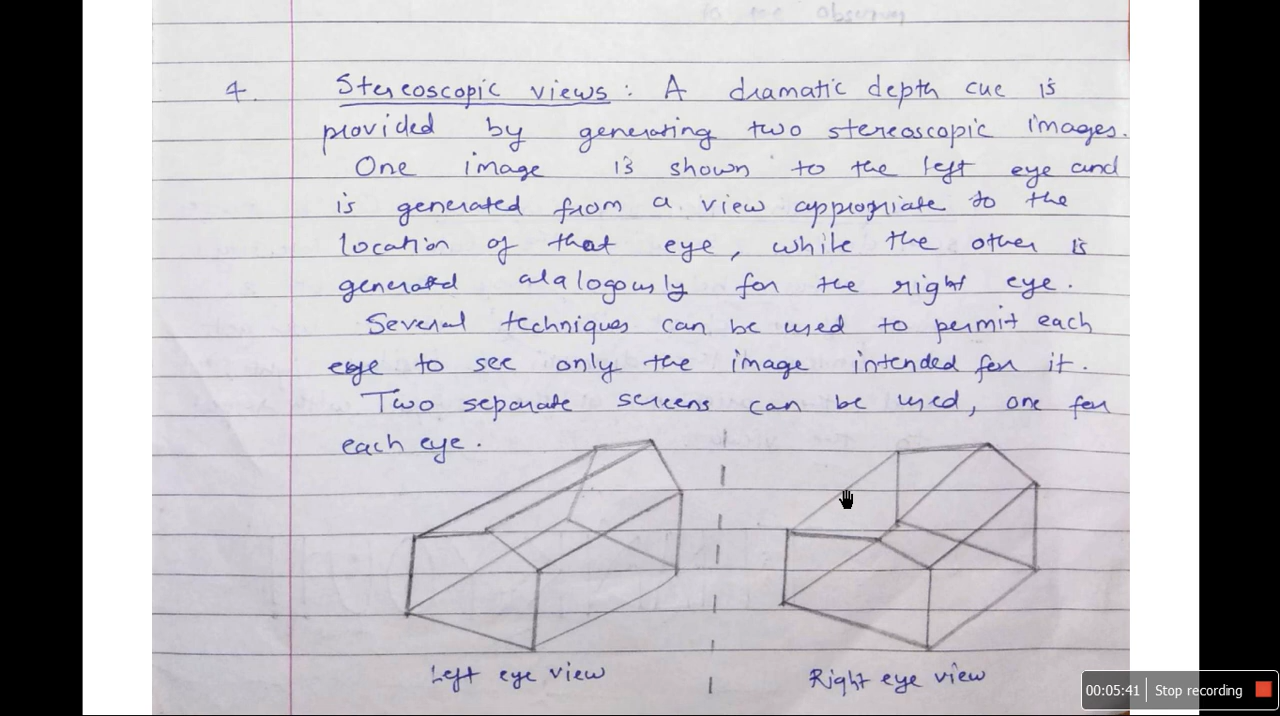 4. Stereoscopic views : A dramatic depth cue is
provided by generating two stereoscopic images.
One image is shown to the left eye and
is generated from a view appropriate to the
location of that eye, while the other is
generated alalogously for the right eye.
Several techniques can be used to permit each
eye to see only the image intended for it.
Two separate screens can be used, one for
each eye.
Left eye view
Right eye view
00:05:41 Stop recording